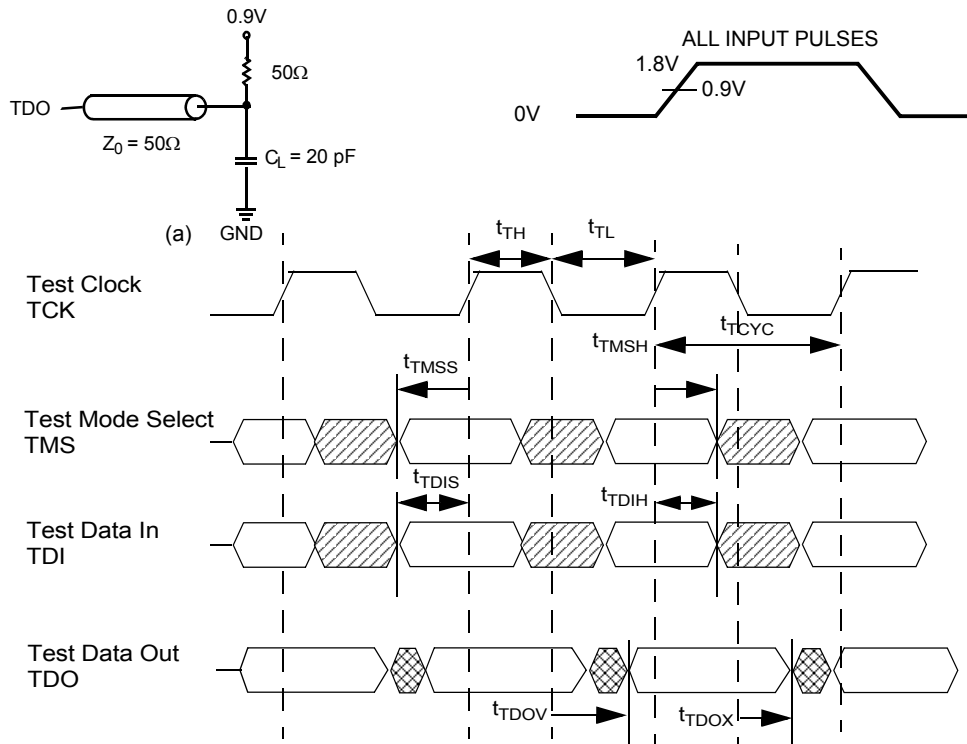 0.9V
50Ω
TDO
Z0 = 50Ω
CL = 20 pF
(a) GND
ALL INPUT PULSES
1.8V
0.9V
0V
tTH
tTL
Test Clock
TCK
tTCYC
tTMSH
tTMSS
Test Mode Select
TMS
tTDIS
tTDIH
Test Data In
TDI
Test Data Out
TDO
tTDOV
tTDOX